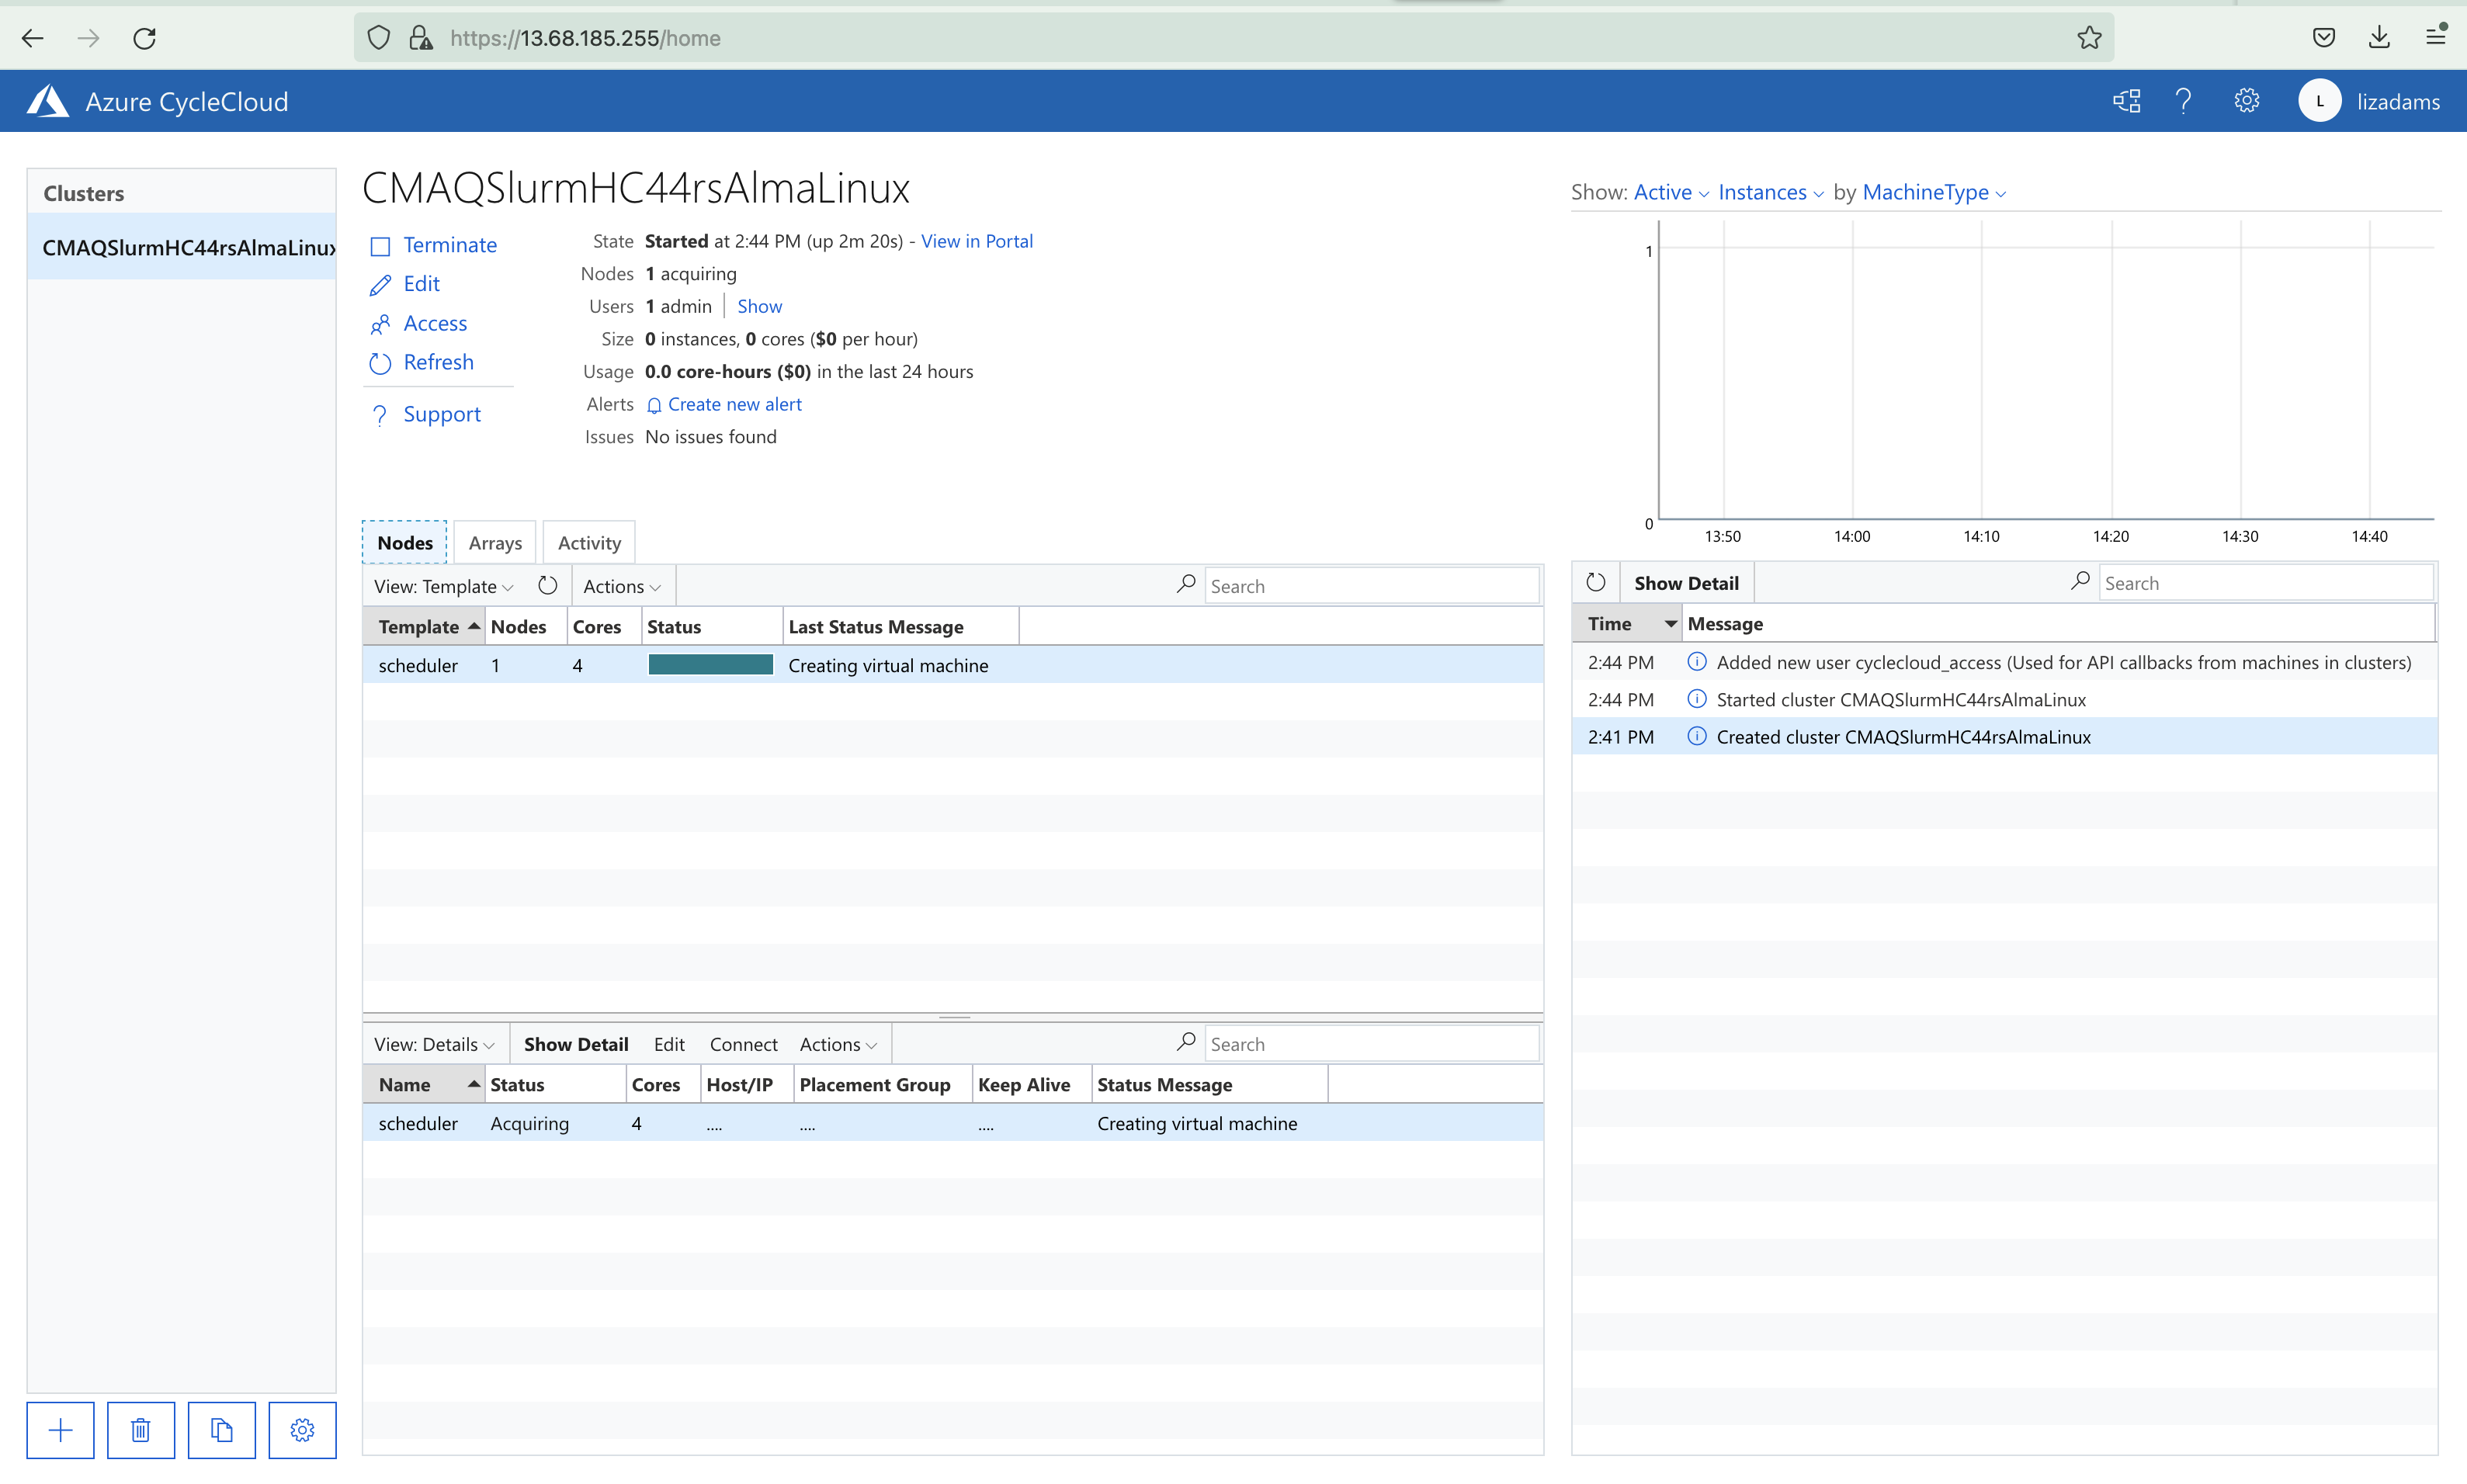 https://13.68.185.255/home
Azure CycleCloud
L lizadams
Clusters
CMAQSlurmHC44rsAlmaLinux
CMAQSlurmHC44rsAlmaLinux
Terminate
Edit
Access
Refresh
? Support
State Started at 2:44 PM (up 2m 20s) - View in Portal
Nodes 1 acquiring
Users 1 admin Show
Size 0 instances, 0 cores ($0 per hour)
Usage 0.0 core-hours ($0) in the last 24 hours
Alerts Create new alert
Issues No issues found
Show: Active Instances by MachineType
1
0
13:50 14:00 14:10 14:20 14:30 14:40
Nodes Arrays Activity
View: Template Actions Search
Template Nodes Cores Status Last Status Message
scheduler 1 4 Creating virtual machine
View: Details Show Detail Edit Connect Actions Search
Name Status Cores Host/IP Placement Group Keep Alive Status Message
scheduler Acquiring 4 .... .... .... Creating virtual machine
Show Detail Search
Time Message
2:44 PM Added new user cyclecloud_access (Used for API callbacks from machines in clusters)
2:44 PM Started cluster CMAQSlurmHC44rsAlmaLinux
2:41 PM Created cluster CMAQSlurmHC44rsAlmaLinux